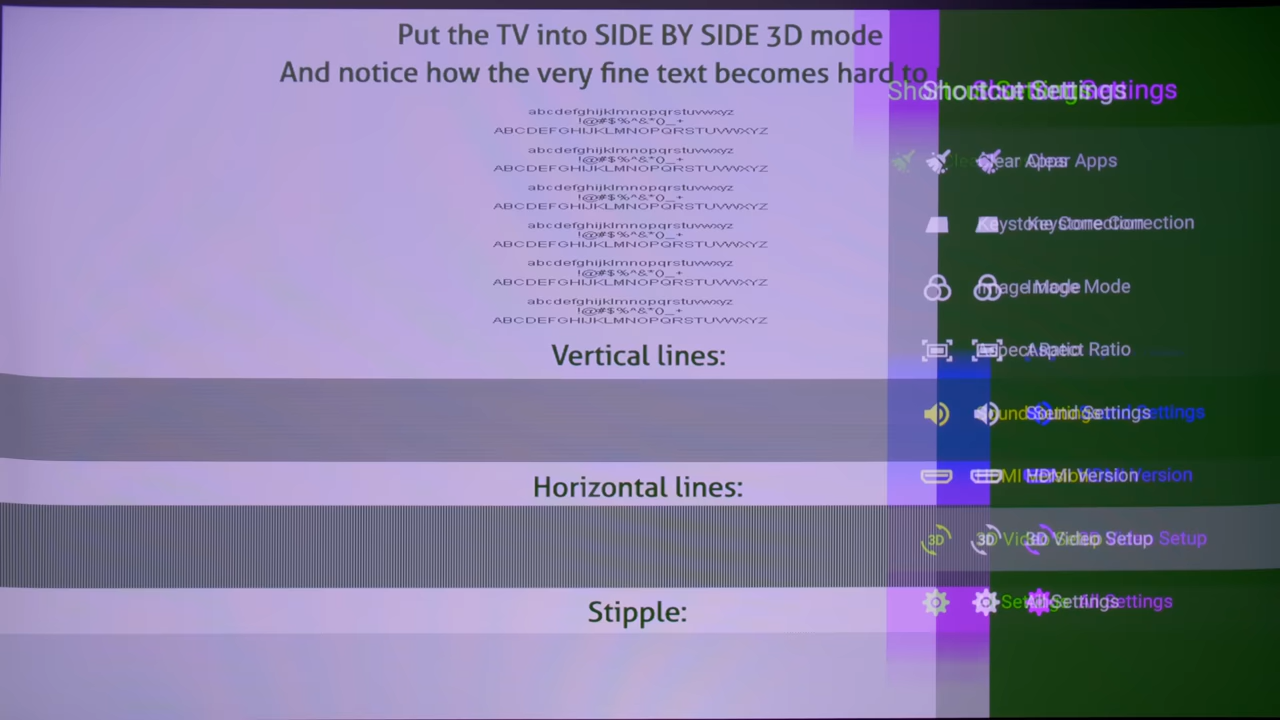 Put the TV into SIDE BY SIDE 3D mode
And notice how the very fine text becomes hard to
abcdefghijklmnopqrstuvwxyz
!@#$%^&*()_+
ABCDEFGHIJKLMNOPQRSTUVWXYZ
abcdefghijklmnopqrstuvwxyz
!@#$%^&*()_+
ABCDEFGHIJKLMNOPQRSTUVWXYZ
abcdefghijklmnopqrstuvwxyz
!@#$%^&*()_+
ABCDEFGHIJKLMNOPQRSTUVWXYZ
abcdefghijklmnopqrstuvwxyz
!@#$%^&*()_+
ABCDEFGHIJKLMNOPQRSTUVWXYZ
abcdefghijklmnopqrstuvwxyz
!@#$%^&*()_+
ABCDEFGHIJKLMNOPQRSTUVWXYZ
abcdefghijklmnopqrstuvwxyz
!@#$%^&*()_+
ABCDEFGHIJKLMNOPQRSTUVWXYZ
Vertical lines:
Horizontal lines:
Stipple:
Shortcut Settings
Clear Apps
Keystone Correction
Image Mode
Aspect Ratio
Sound Settings
HDMI Version
3D Video Setup
All Settings